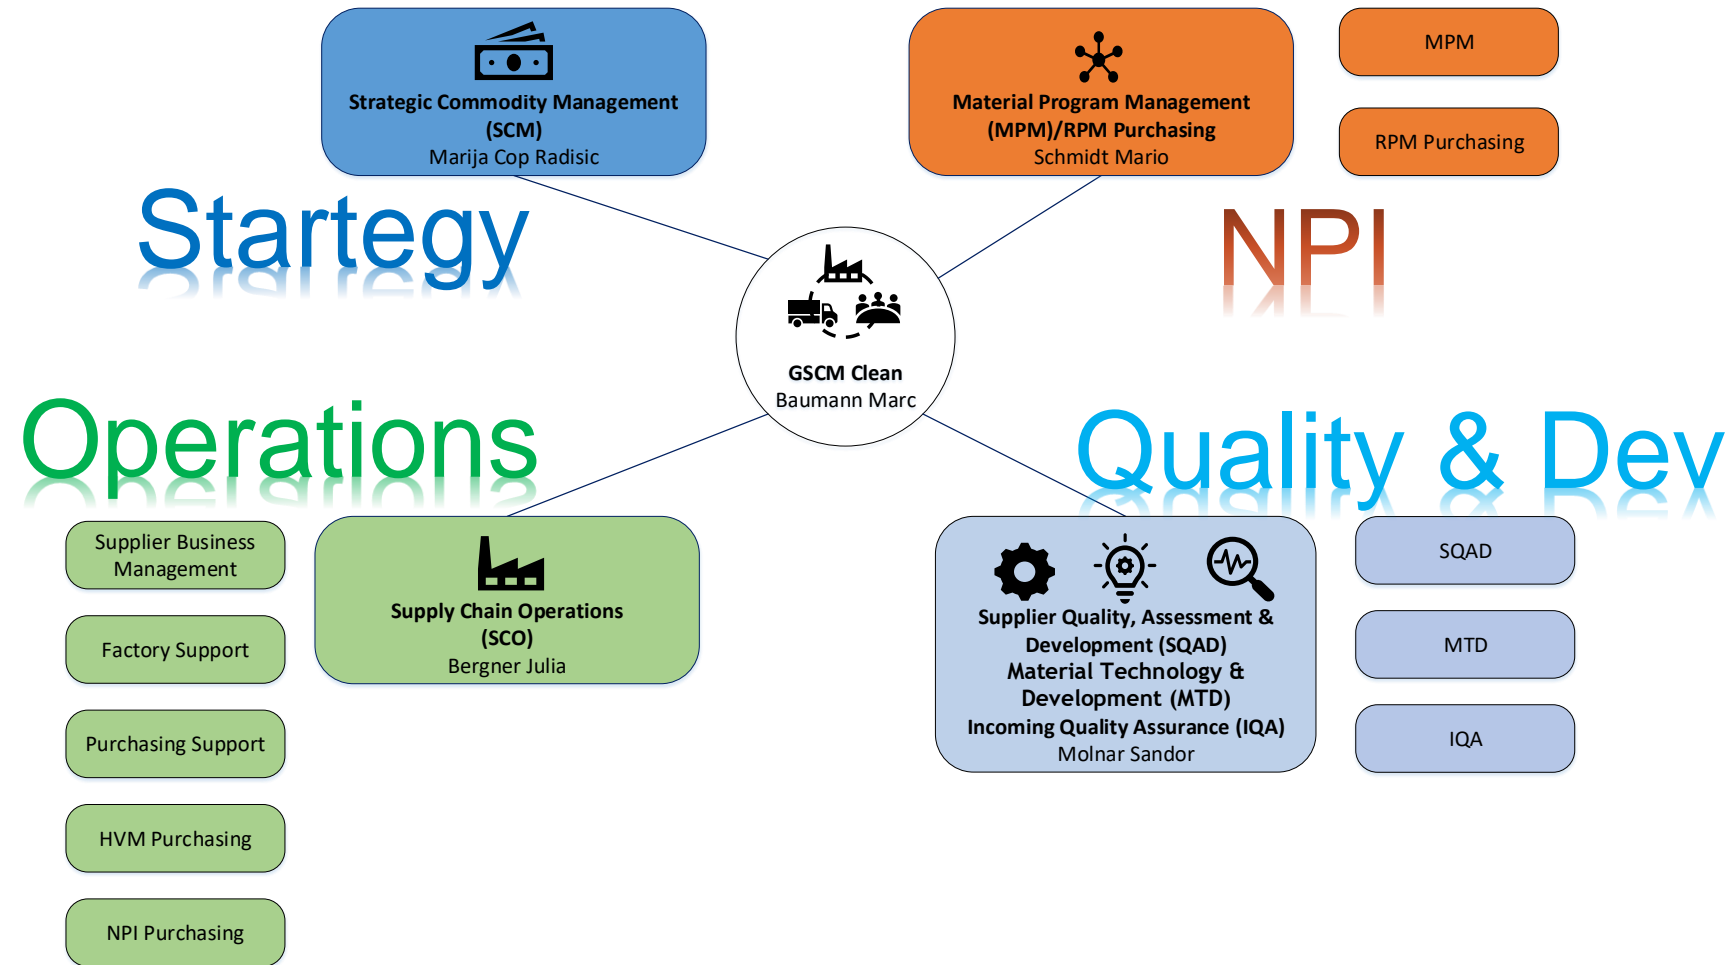 Strategic Commodity Management
(SCM)
Marija Cop Radisic
Material Program Management
(MPM)/RPM Purchasing
Schmidt Mario
MPM
RPM Purchasing
Startegy
NPI
GSCM Clean
Baumann Marc
Operations
Quality & Dev
Supplier Business
Management
Factory Support
Purchasing Support
HVM Purchasing
NPI Purchasing
Supply Chain Operations
(SCO)
Bergner Julia
Supplier Quality, Assessment &
Development (SQAD)
Material Technology &
Development (MTD)
Incoming Quality Assurance (IQA)
Molnar Sandor
SQAD
MTD
IQA